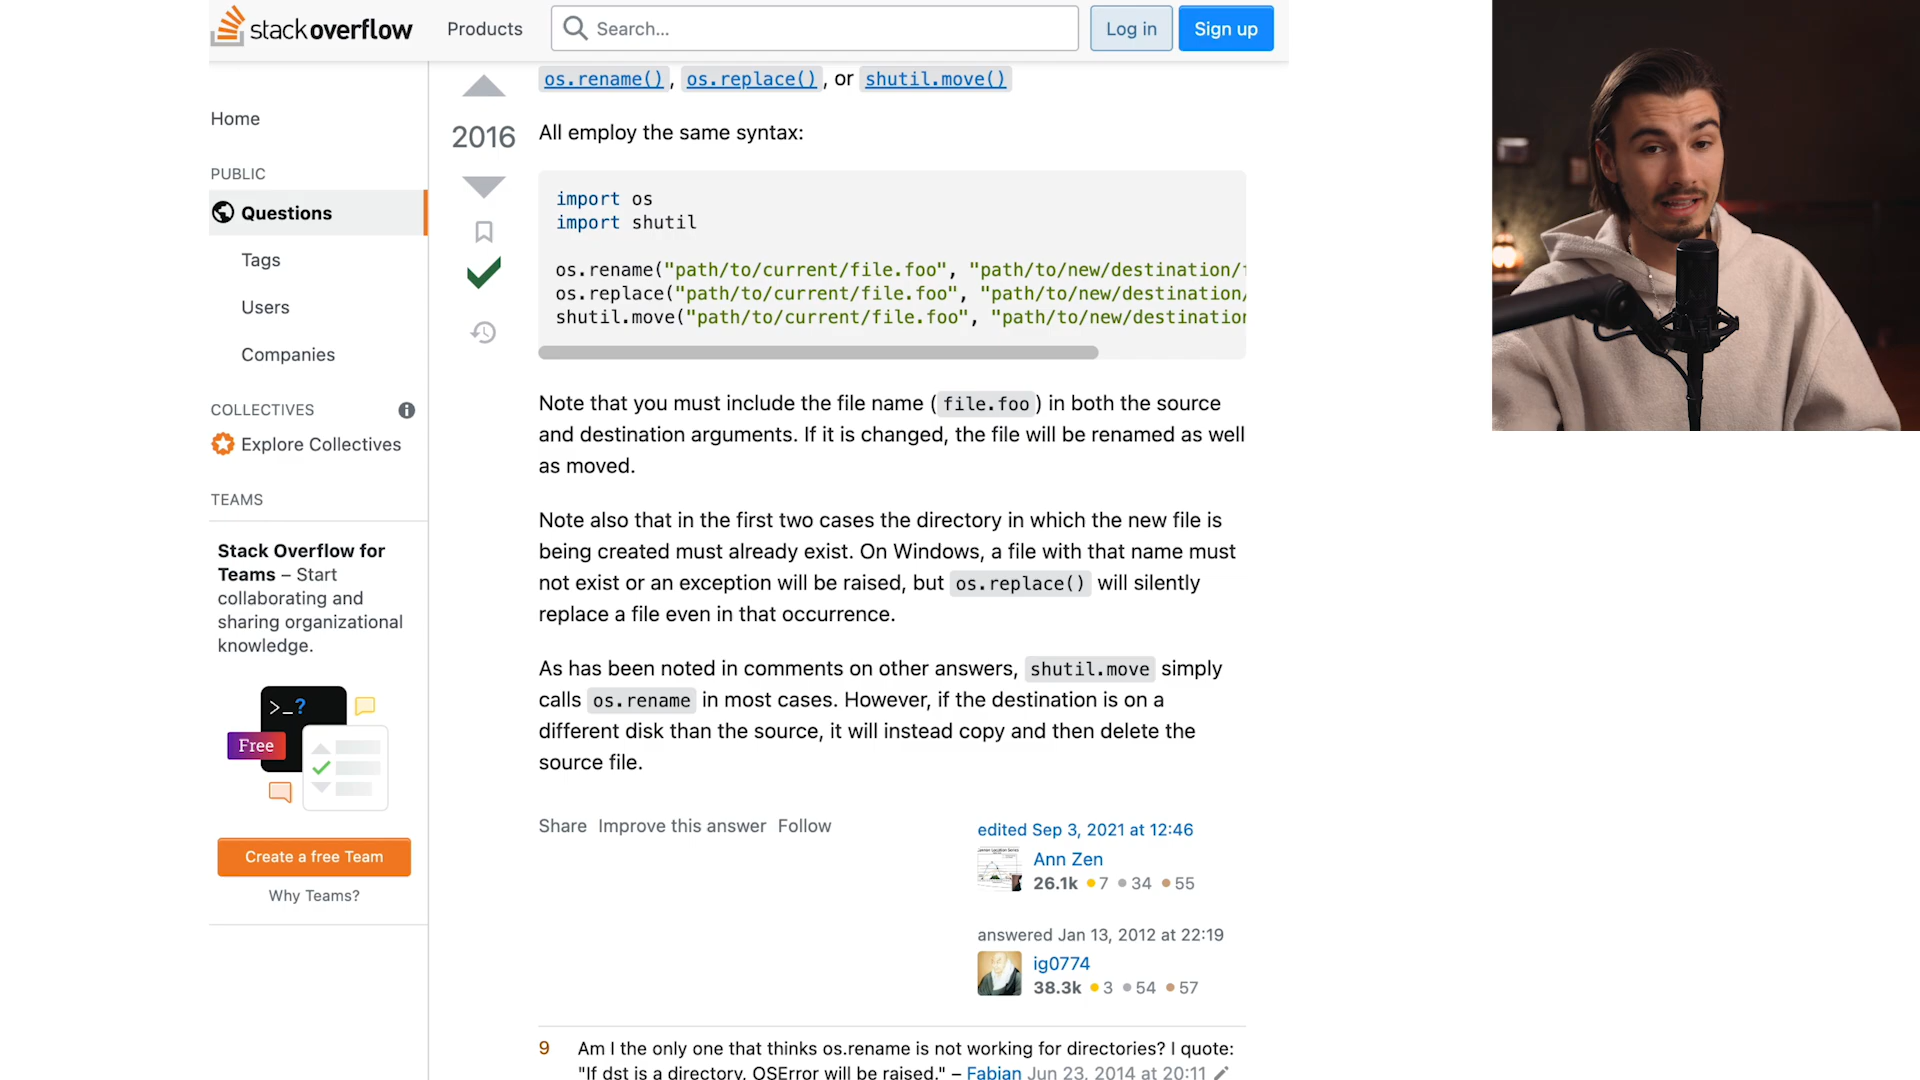 stackoverflow
Products
Search...
Log in
Sign up
Home
PUBLIC
Questions
Tags
Users
Companies
COLLECTIVES
Explore Collectives
TEAMS
Stack Overflow for
Teams – Start
collaborating and
sharing organizational
knowledge.
>_?
Free
Create a free Team
Why Teams?
2016
os.rename(), os.replace(), or shutil.move()
All employ the same syntax:
import os
import shutil
os.rename("path/to/current/file.foo", "path/to/new/destination/
os.replace("path/to/current/file.foo", "path/to/new/destination/
shutil.move("path/to/current/file.foo", "path/to/new/destination
Note that you must include the file name (file.foo) in both the source
and destination arguments. If it is changed, the file will be renamed as well
as moved.
Note also that in the first two cases the directory in which the new file is
being created must already exist. On Windows, a file with that name must
not exist or an exception will be raised, but os.replace() will silently
replace a file even in that occurrence.
As has been noted in comments on other answers, shutil.move simply
calls os.rename in most cases. However, if the destination is on a
different disk than the source, it will instead copy and then delete the
source file.
Share Improve this answer Follow
edited Sep 3, 2021 at 12:46
Ann Zen
26.1k 7 34 55
answered Jan 13, 2012 at 22:19
ig0774
38.3k 3 54 57
9 Am I the only one that thinks os.rename is not working for directories? I quote:
"If dst is a directory, OSError will be raised." – Fabian Jun 23, 2014 at 20:11